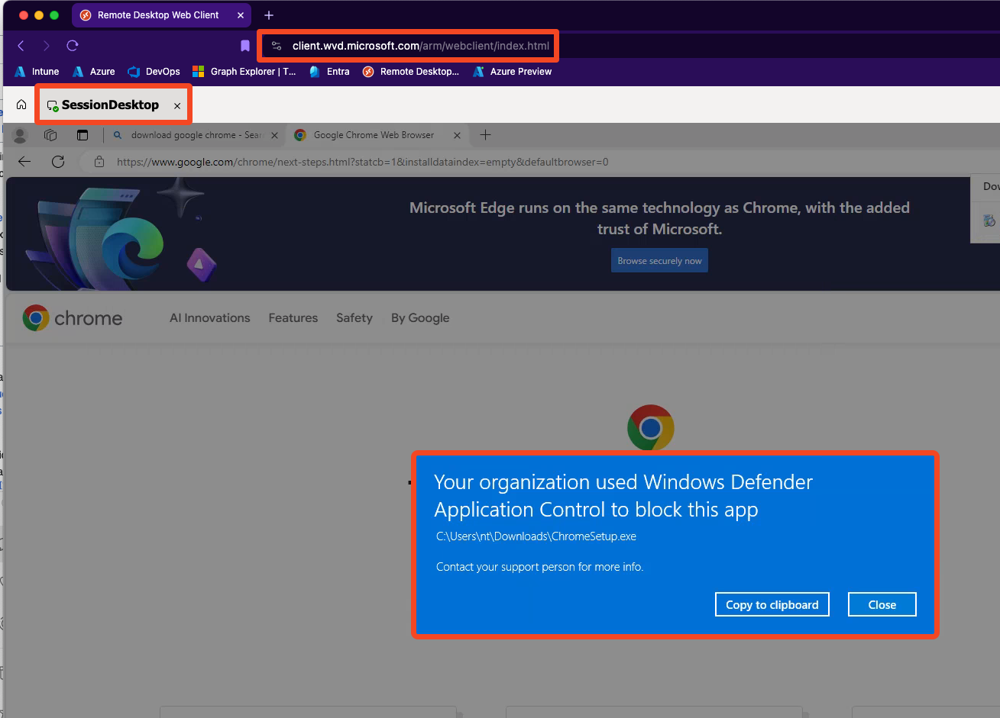 Remote Desktop Web Client
client.wvd.microsoft.com/arm/webclient/index.html
Intune Azure DevOps Graph Explorer | T... Entra Remote Desktop... Azure Preview
SessionDesktop
download google chrome - Sear Google Chrome Web Browser
https://www.google.com/chrome/next-steps.html?statcb=1&installdataindex=empty&defaultbrowser=0
Microsoft Edge runs on the same technology as Chrome, with the added
trust of Microsoft.
Browse securely now
chrome AI Innovations Features Safety By Google
Your organization used Windows Defender
Application Control to block this app
C:\Users\nt\Downloads\ChromeSetup.exe
Contact your support person for more info.
Copy to clipboard Close